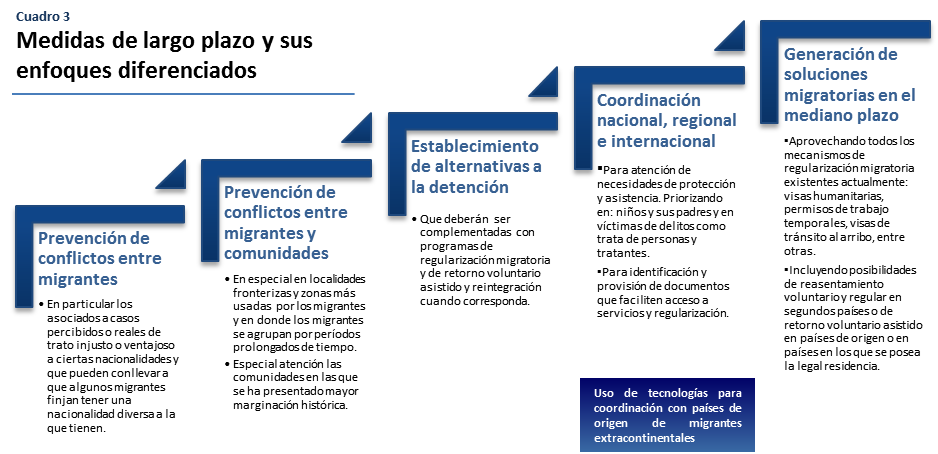 Cuadro 3
Medidas de largo plazo y sus
enfoques diferenciados
Prevención de
conflictos entre
migrantes
• En particular los
asociados a casos
percibidos o reales de
trato injusto o ventajoso
a ciertas nacionalidades y
que pueden conllevar a
que algunos migrantes
finjan tener una
nacionalidad diversa a la
que tienen.
Prevención de
conflictos entre
migrantes y
comunidades
• En especial en localidades
fronterizas y zonas más
usadas por los migrantes
y en donde los migrantes
se agrupan por períodos
prolongados de tiempo.
• Especial atención las
comunidades en las que
se ha presentado mayor
marginación histórica.
Establecimiento
de alternativas a
la detención
• Que deberán ser
complementadas con
programas de
regularización migratoria
y de retorno voluntario
asistido y reintegración
cuando corresponda.
Coordinación
nacional, regional
e internacional
▪Para atención de
necesidades de protección
y asistencia. Priorizando
en: niños y sus padres y en
víctimas de delitos como
trata de personas y
tratantes.
▪Para identificación y
provisión de documentos
que faciliten acceso a
servicios y regularización.
Uso de tecnologías para
coordinación con países de
origen de migrantes
extracontinentales
Generación de
soluciones
migratorias en el
mediano plazo
▪Aprovechando todos los
mecanismos de
regularización migratoria
existentes actualmente:
visas humanitarias,
permisos de trabajo
temporales, visas de
tránsito al arribo, entre
otras.
▪Incluyendo posibilidades
de reasentamiento
voluntario y regular en
segundos países o de
retorno voluntario asistido
en países de origen o en
países en los que se posea
la legal residencia.